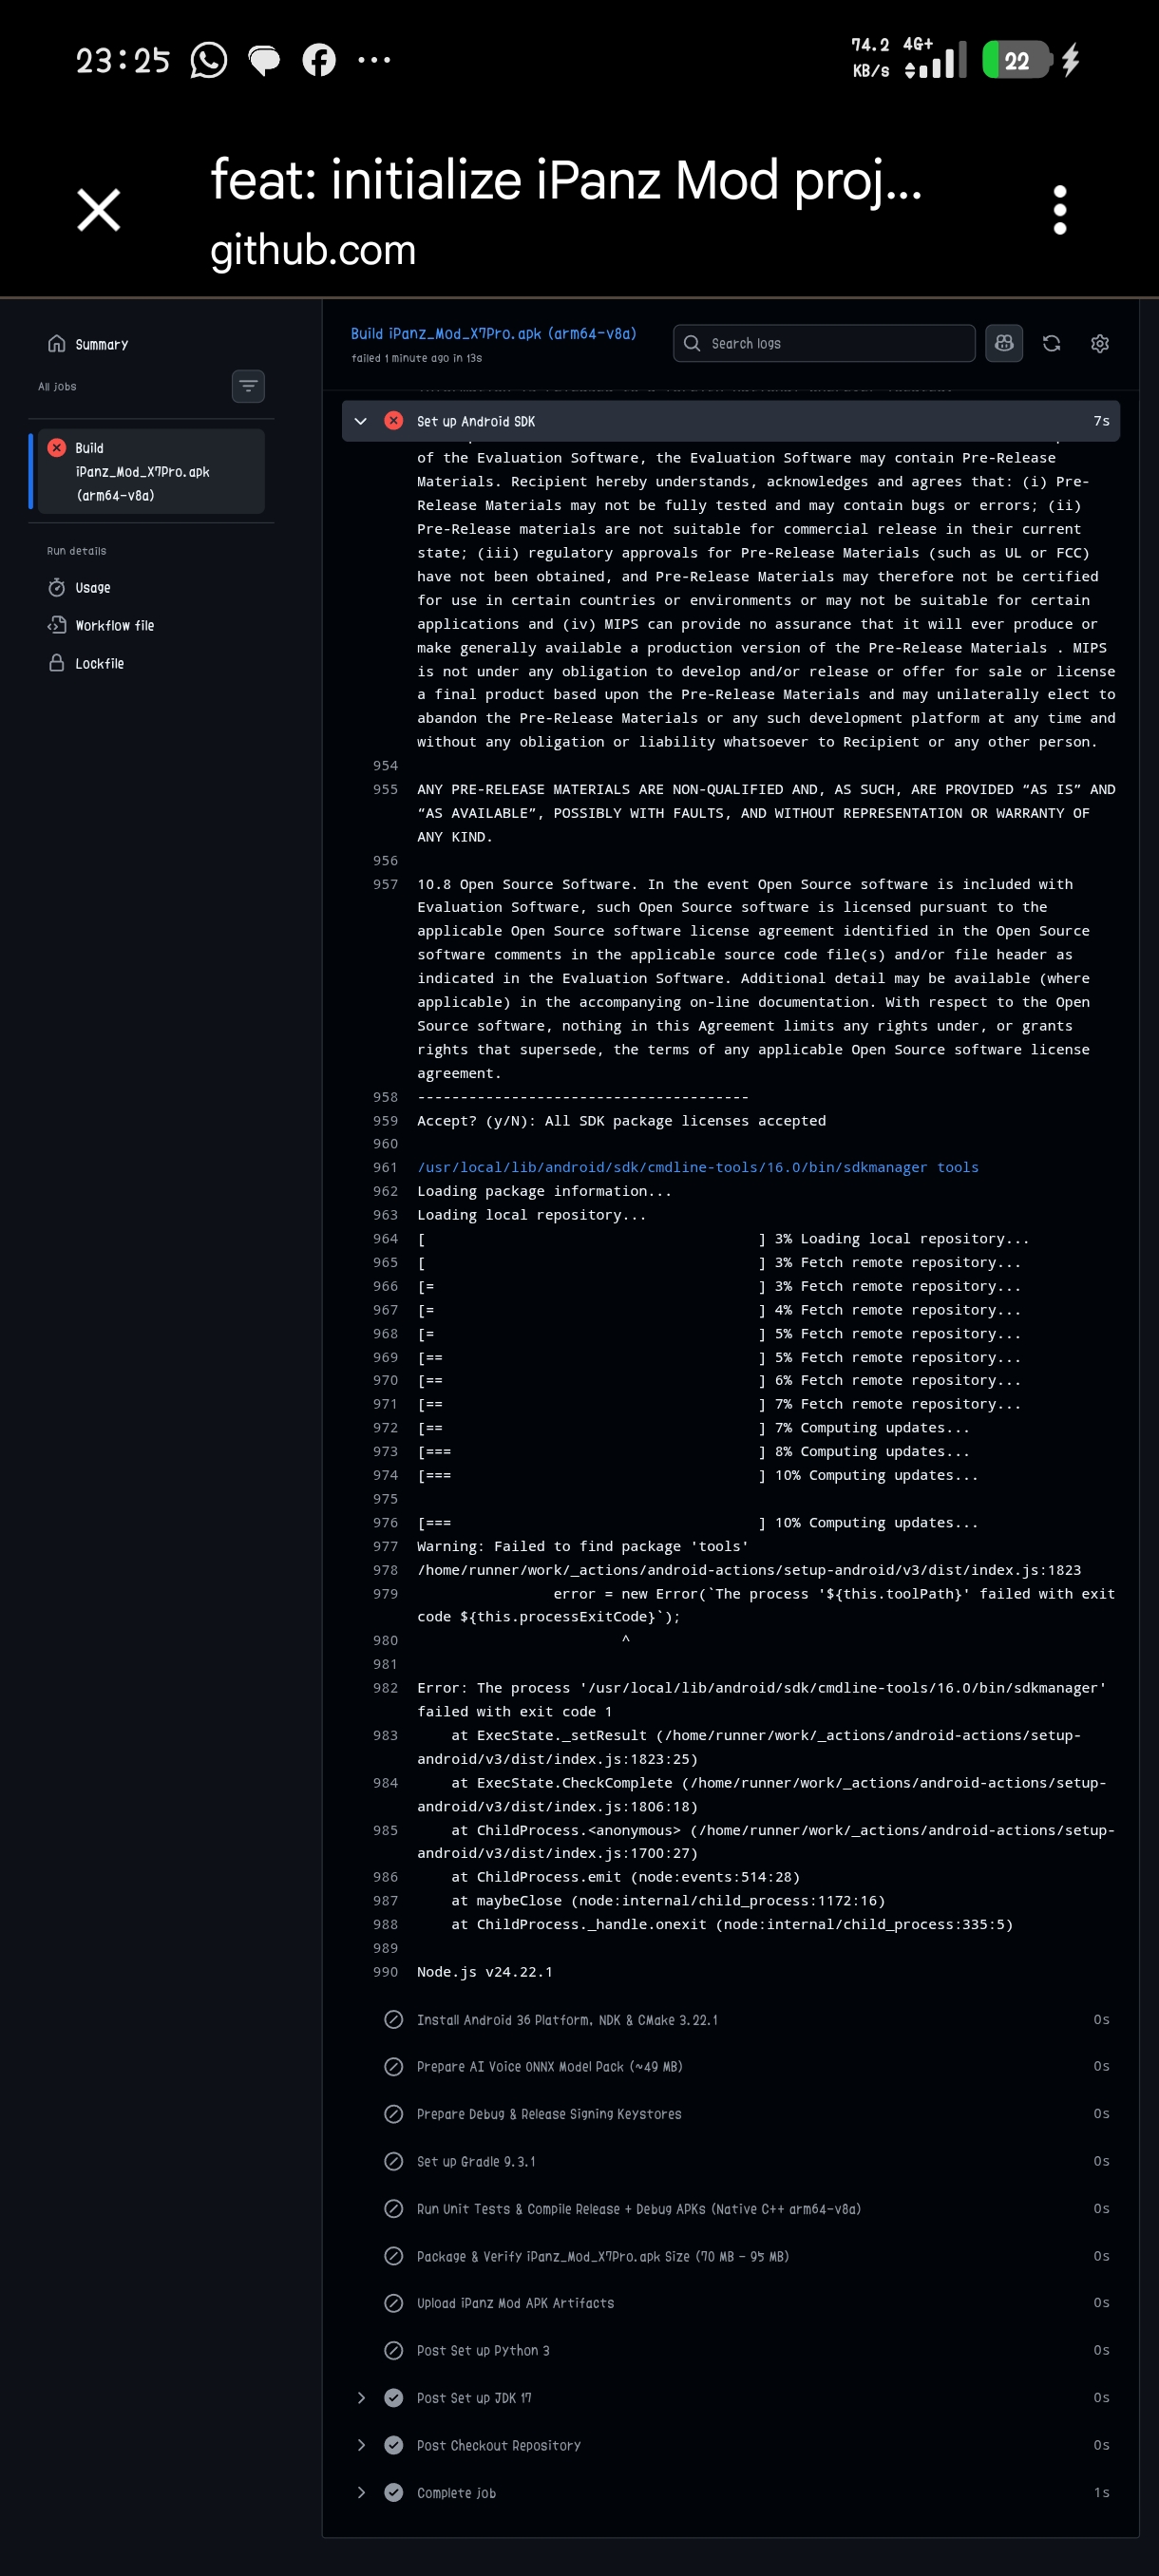 23:25
74.2 KB/s 4G+ 22
feat: initialize iPanz Mod proj...
github.com
Summary
All jobs
Build
iPanz_Mod_X7Pro.apk
(arm64-v8a)
Run details
Usage
Workflow file
Lockfile
Build iPanz_Mod_X7Pro.apk (arm64-v8a)
failed 1 minute ago in 13s
Search logs
Set up Android SDK 7s
of the Evaluation Software, the Evaluation Software may contain Pre-Release
Materials. Recipient hereby understands, acknowledges and agrees that: (i) Pre-
Release Materials may not be fully tested and may contain bugs or errors; (ii)
Pre-Release materials are not suitable for commercial release in their current
state; (iii) regulatory approvals for Pre-Release Materials (such as UL or FCC)
have not been obtained, and Pre-Release Materials may therefore not be certified
for use in certain countries or environments or may not be suitable for certain
applications and (iv) MIPS can provide no assurance that it will ever produce or
make generally available a production version of the Pre-Release Materials . MIPS
is not under any obligation to develop and/or release or offer for sale or license
a final product based upon the Pre-Release Materials and may unilaterally elect to
abandon the Pre-Release Materials or any such development platform at any time and
without any obligation or liability whatsoever to Recipient or any other person.
954
955 ANY PRE-RELEASE MATERIALS ARE NON-QUALIFIED AND, AS SUCH, ARE PROVIDED “AS IS” AND
“AS AVAILABLE”, POSSIBLY WITH FAULTS, AND WITHOUT REPRESENTATION OR WARRANTY OF
ANY KIND.
956
957 10.8 Open Source Software. In the event Open Source software is included with
Evaluation Software, such Open Source software is licensed pursuant to the
applicable Open Source software license agreement identified in the Open Source
software comments in the applicable source code file(s) and/or file header as
indicated in the Evaluation Software. Additional detail may be available (where
applicable) in the accompanying on-line documentation. With respect to the Open
Source software, nothing in this Agreement limits any rights under, or grants
rights that supersede, the terms of any applicable Open Source software license
agreement.
958 ---------------------------------------
959 Accept? (y/N): All SDK package licenses accepted
960
961 /usr/local/lib/android/sdk/cmdline-tools/16.0/bin/sdkmanager tools
962 Loading package information...
963 Loading local repository...
964 [                                       ] 3% Loading local repository...
965 [                                       ] 3% Fetch remote repository...
966 [=                                      ] 3% Fetch remote repository...
967 [=                                      ] 4% Fetch remote repository...
968 [=                                      ] 5% Fetch remote repository...
969 [==                                     ] 5% Fetch remote repository...
970 [==                                     ] 6% Fetch remote repository...
971 [==                                     ] 7% Fetch remote repository...
972 [==                                     ] 7% Computing updates...
973 [===                                    ] 8% Computing updates...
974 [===                                    ] 10% Computing updates...
975
976 [===                                    ] 10% Computing updates...
977 Warning: Failed to find package 'tools'
978 /home/runner/work/_actions/android-actions/setup-android/v3/dist/index.js:1823
979                 error = new Error(`The process '${this.toolPath}' failed with exit
code ${this.processExitCode}`);
980                         ^
981
982 Error: The process '/usr/local/lib/android/sdk/cmdline-tools/16.0/bin/sdkmanager'
failed with exit code 1
983     at ExecState._setResult (/home/runner/work/_actions/android-actions/setup-
android/v3/dist/index.js:1823:25)
984     at ExecState.CheckComplete (/home/runner/work/_actions/android-actions/setup-
android/v3/dist/index.js:1806:18)
985     at ChildProcess.<anonymous> (/home/runner/work/_actions/android-actions/setup-
android/v3/dist/index.js:1700:27)
986     at ChildProcess.emit (node:events:514:28)
987     at maybeClose (node:internal/child_process:1172:16)
988     at ChildProcess._handle.onexit (node:internal/child_process:335:5)
989
990 Node.js v24.22.1
Install Android 36 Platform, NDK & CMake 3.22.1 0s
Prepare AI Voice ONNX Model Pack (~49 MB) 0s
Prepare Debug & Release Signing Keystores 0s
Set up Gradle 9.3.1 0s
Run Unit Tests & Compile Release + Debug APKs (Native C++ arm64-v8a) 0s
Package & Verify iPanz_Mod_X7Pro.apk Size (70 MB - 95 MB) 0s
Upload iPanz Mod APK Artifacts 0s
Post Set up Python 3 0s
Post Set up JDK 17 0s
Post Checkout Repository 0s
Complete job 1s